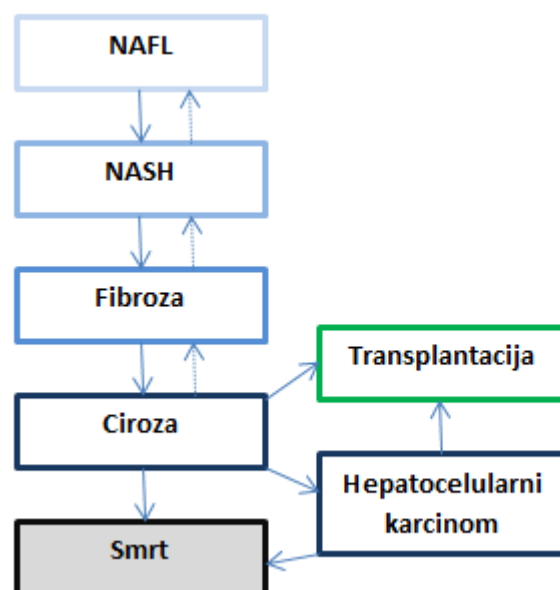 NAFL
NASH
Fibroza
Transplantacija
Ciroza
Hepatocelularni
karcinom
Smrt